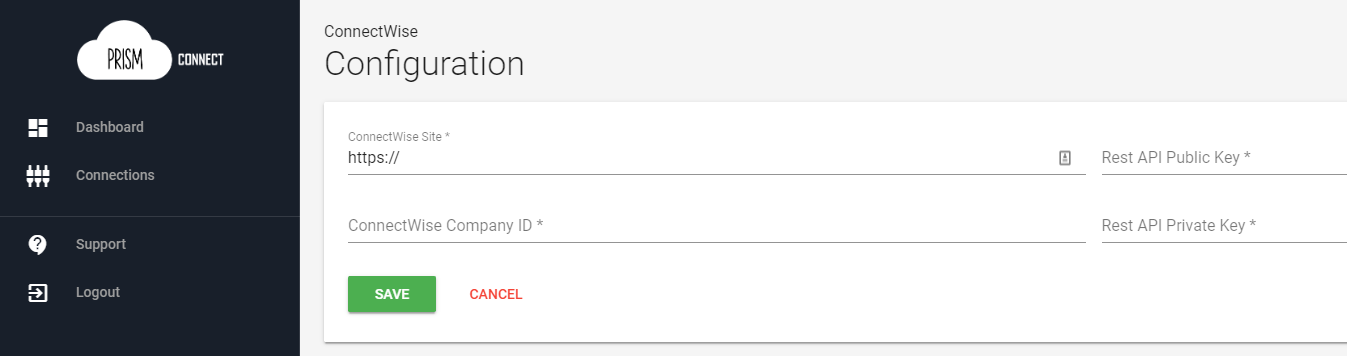 PRISM CONNECT
Dashboard
Connections
Support
Logout
ConnectWise
Configuration
ConnectWise Site *
https://
Rest API Public Key *
ConnectWise Company ID *
Rest API Private Key *
SAVE
CANCEL